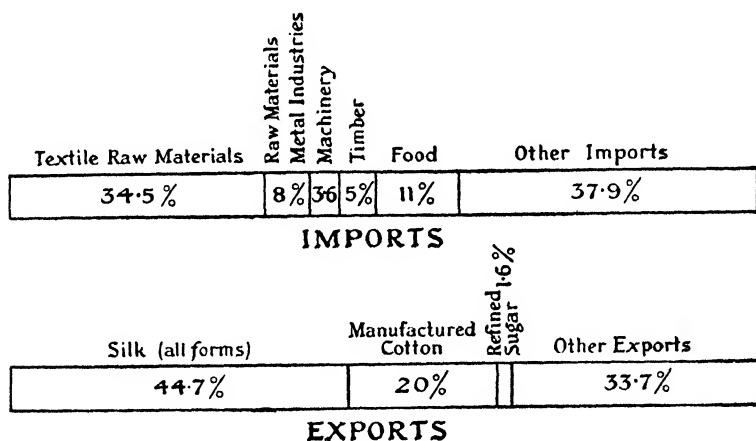 Textile Raw Materials
Raw Materials
Metal Industries
Machinery
Timber
Food
Other Imports
34·5%
8%
3·6
5%
11%
37·9%
IMPORTS
Silk (all forms)
Manufactured
Cotton
Refined
Sugar 1·6%
Other Exports
44·7%
20%
33·7%
EXPORTS